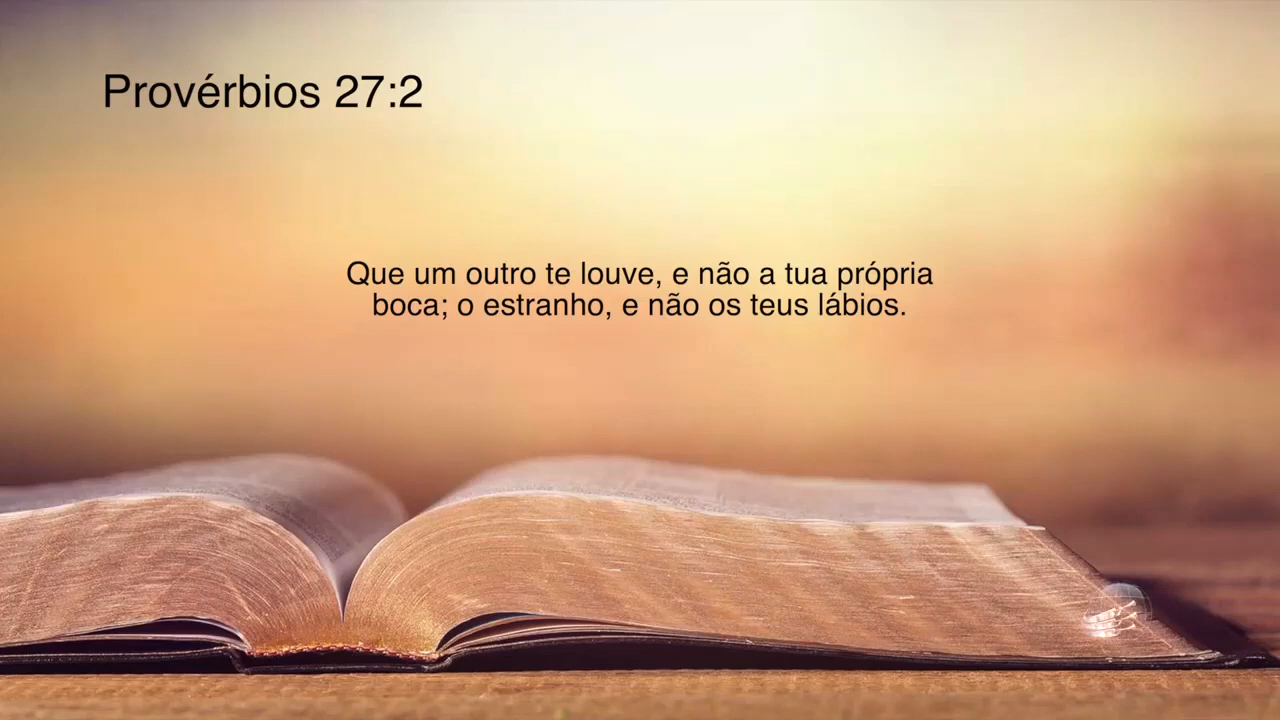 Provérbios 27:2
Que um outro te louve, e não a tua própria
boca; o estranho, e não os teus lábios.